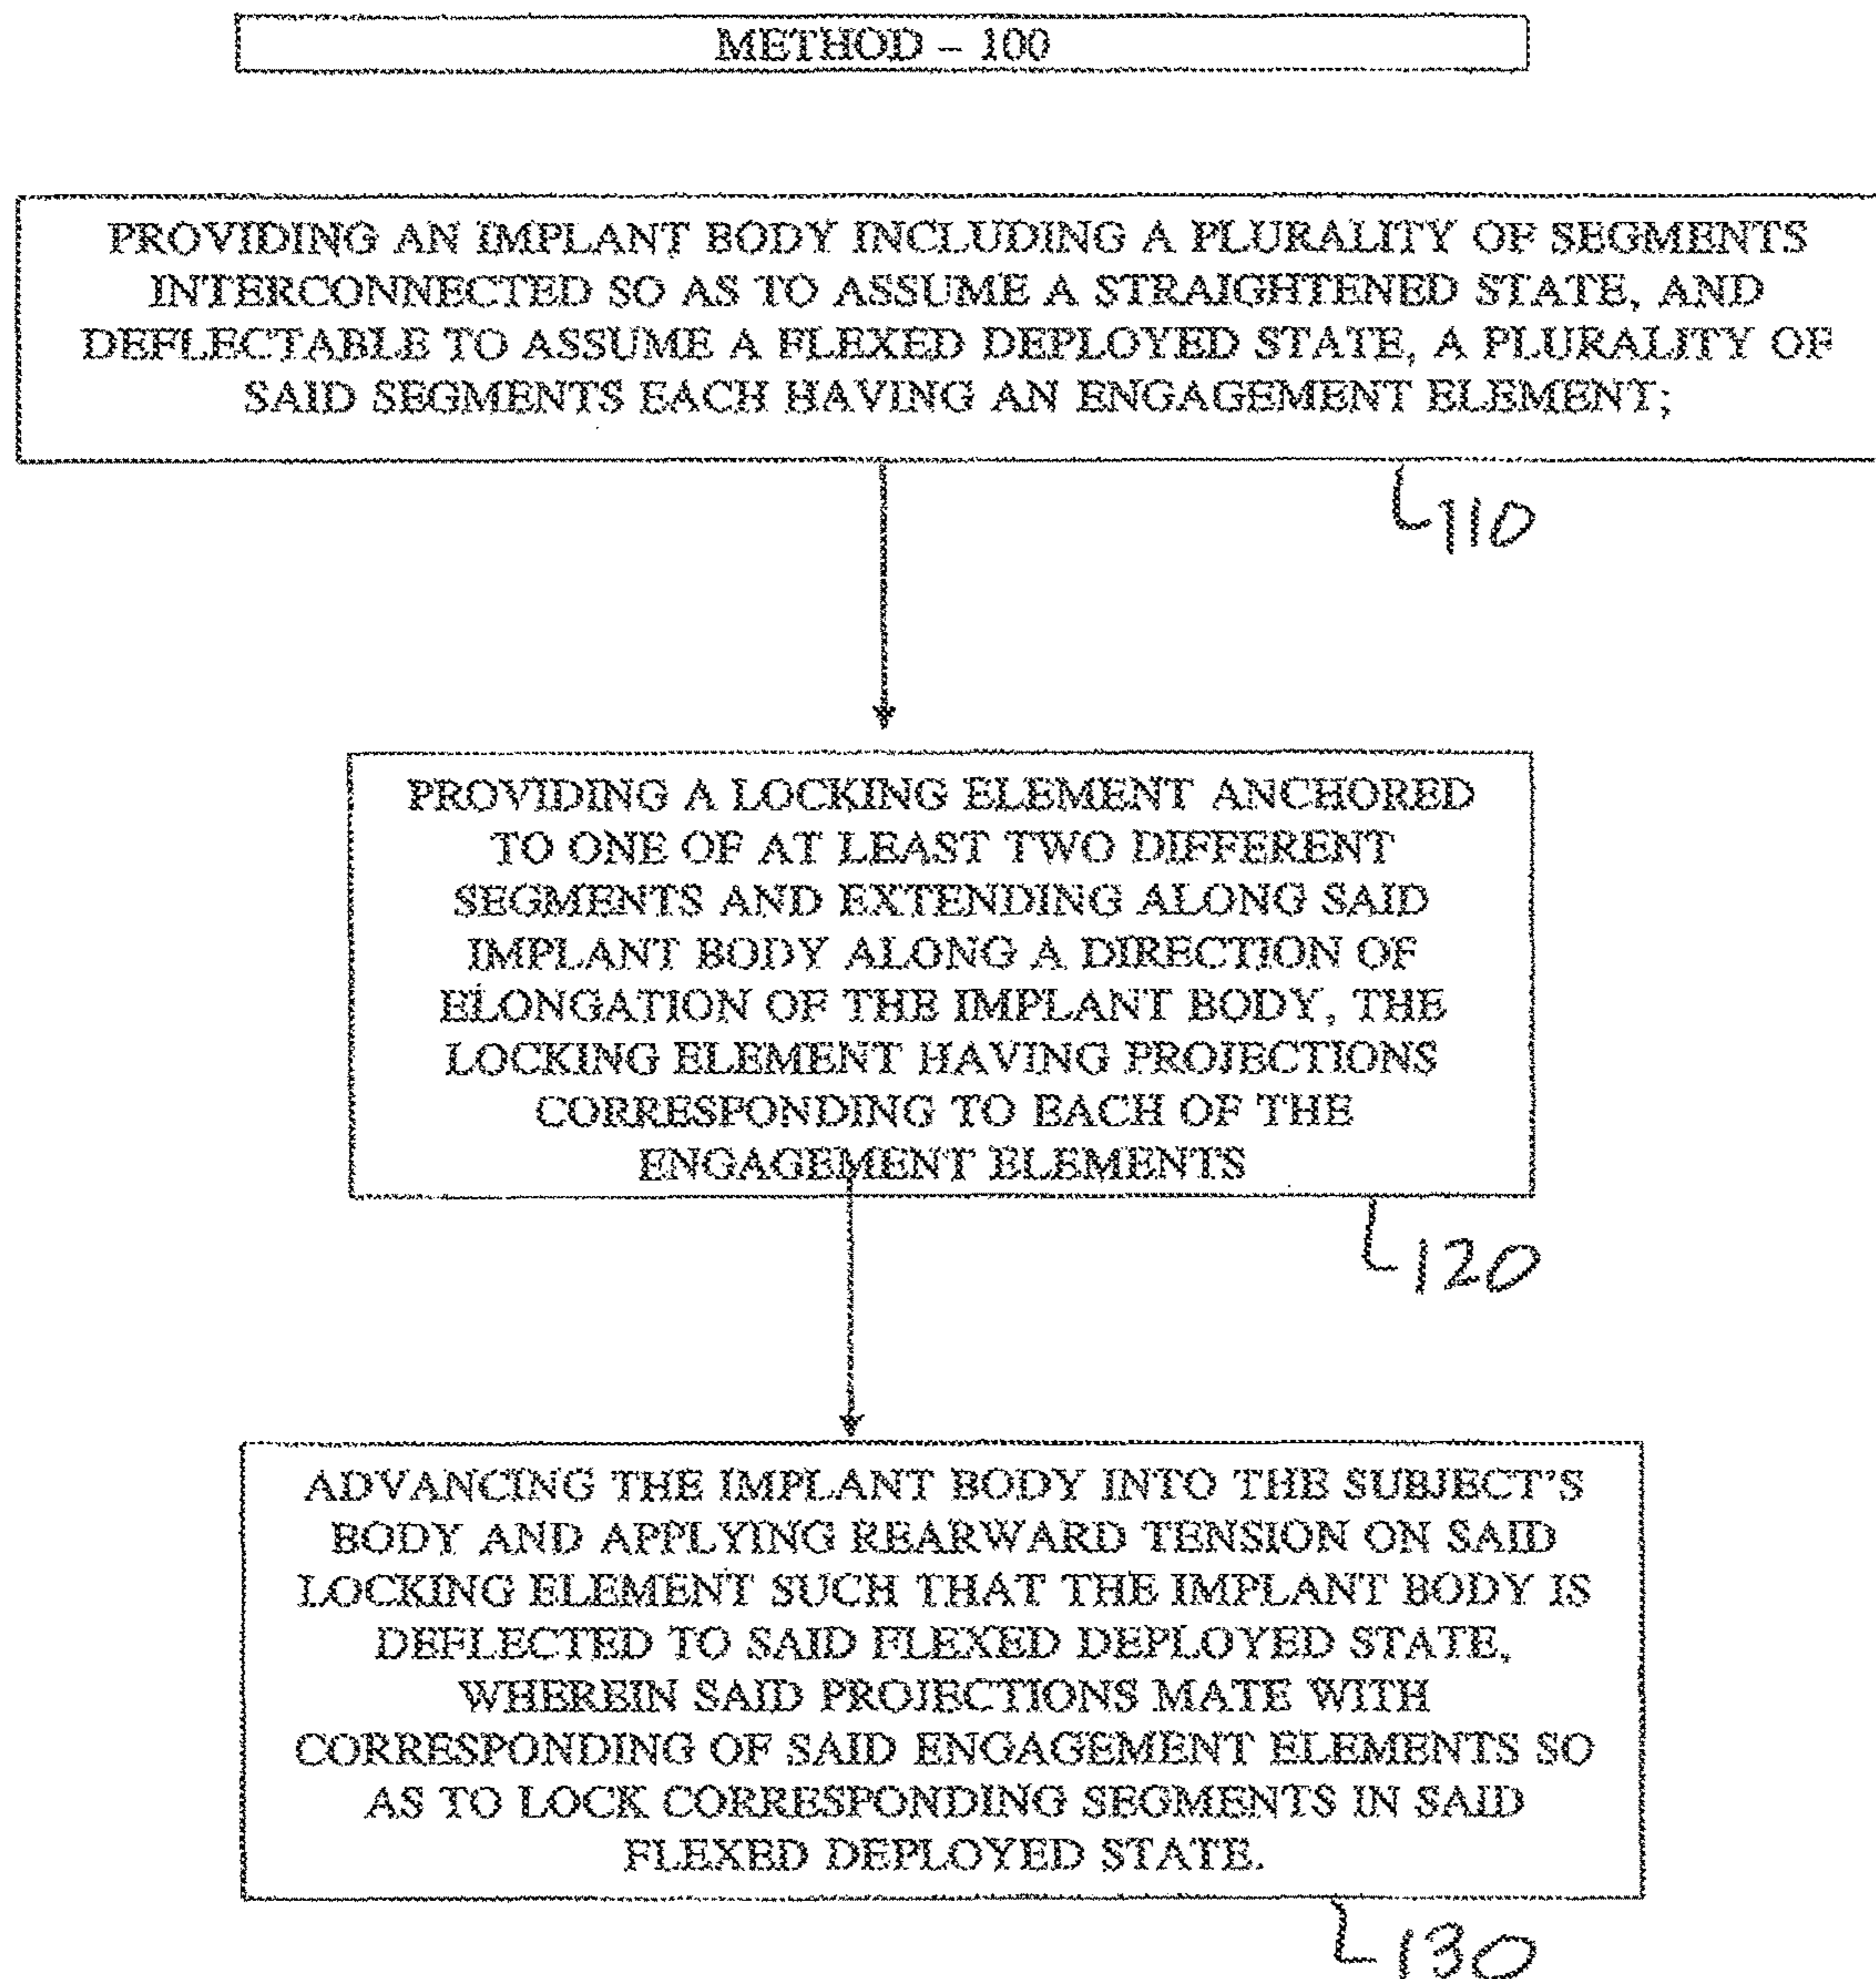 METHOD – 100
PROVIDING AN IMPLANT BODY INCLUDING A PLURALITY OF SEGMENTS
INTERCONNECTED SO AS TO ASSUME A STRAIGHTENED STATE, AND
DEFLECTABLE TO ASSUME A FLEXED DEPLOYED STATE, A PLURALITY OF
SAID SEGMENTS EACH HAVING AN ENGAGEMENT ELEMENT;
110
PROVIDING A LOCKING ELEMENT ANCHORED
TO ONE OF AT LEAST TWO DIFFERENT
SEGMENTS AND EXTENDING ALONG SAID
IMPLANT BODY ALONG A DIRECTION OF
ELONGATION OF THE IMPLANT BODY, THE
LOCKING ELEMENT HAVING PROJECTIONS
CORRESPONDING TO EACH OF THE
ENGAGEMENT ELEMENTS
120
ADVANCING THE IMPLANT BODY INTO THE SUBJECT'S
BODY AND APPLYING REARWARD TENSION ON SAID
LOCKING ELEMENT SUCH THAT THE IMPLANT BODY IS
DEFLECTED TO SAID FLEXED DEPLOYED STATE,
WHEREIN SAID PROJECTIONS MATE WITH
CORRESPONDING OF SAID ENGAGEMENT ELEMENTS SO
AS TO LOCK CORRESPONDING SEGMENTS IN SAID
FLEXED DEPLOYED STATE.
130